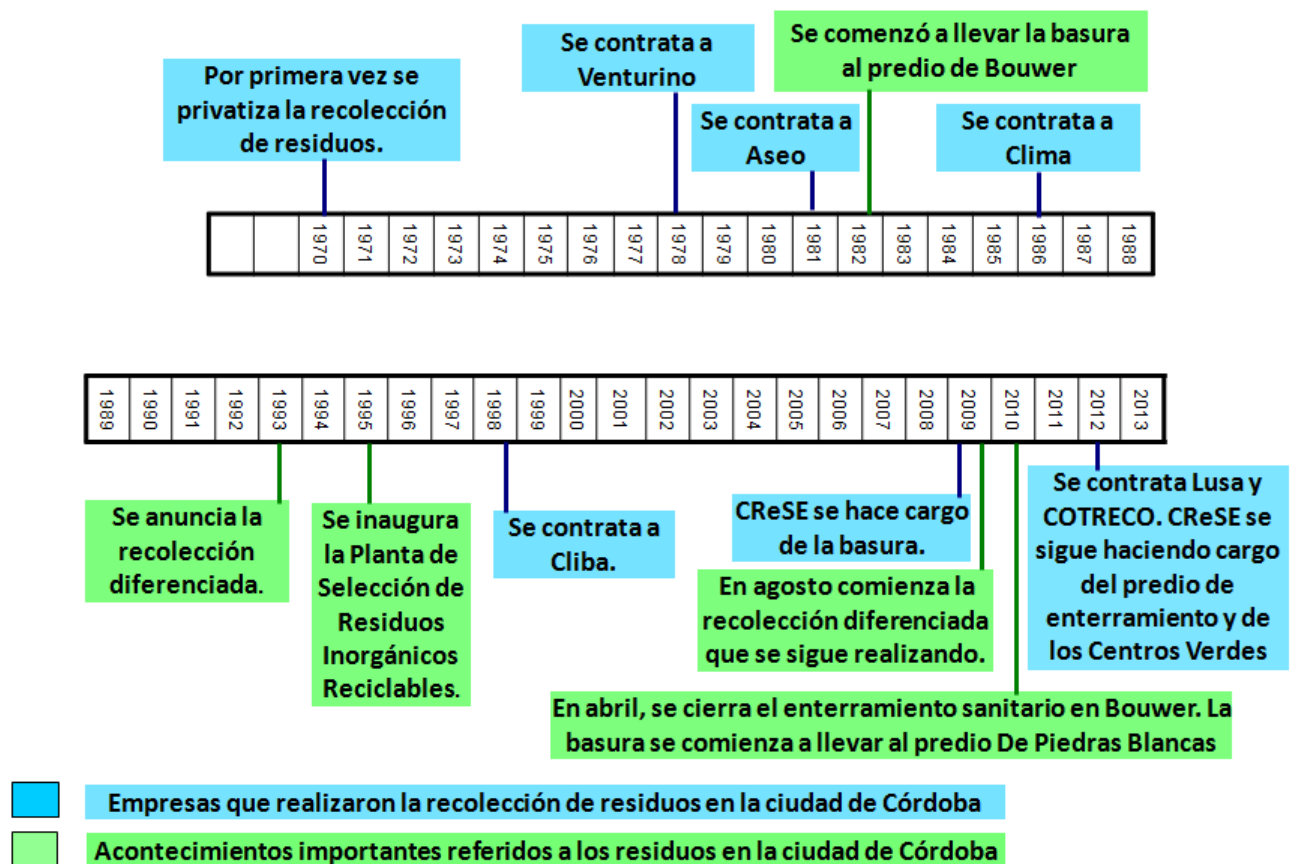 Por primera vez se
privatiza la recolección
de residuos.
Se contrata a
Venturino
Se contrata a
Aseo
Se comenzó a llevar la basura
al predio de Bouwer
Se contrata a
Clima
1970 1971 1972 1973 1974 1975 1976 1977 1978 1979 1980 1981 1982 1983 1984 1985 1986 1987 1988
1989 1990 1991 1992 1993 1994 1995 1996 1997 1998 1999 2000 2001 2002 2003 2004 2005 2006 2007 2008 2009 2010 2011 2012 2013
Se anuncia la
recolección
diferenciada.
Se inaugura
la Planta de
Selección de
Residuos
Inorgánicos
Reciclables.
Se contrata a
Cliba.
CReSE se hace cargo
de la basura.
En agosto comienza la
recolección diferenciada
que se sigue realizando.
En abril, se cierra el enterramiento sanitario en Bouwer. La
basura se comienza a llevar al predio De Piedras Blancas
Se contrata Lusa y
COTRECO. CReSE se
sigue haciendo cargo
del predio de
enterramiento y de
los Centros Verdes
Empresas que realizaron la recolección de residuos en la ciudad de Córdoba
Acontecimientos importantes referidos a los residuos en la ciudad de Córdoba